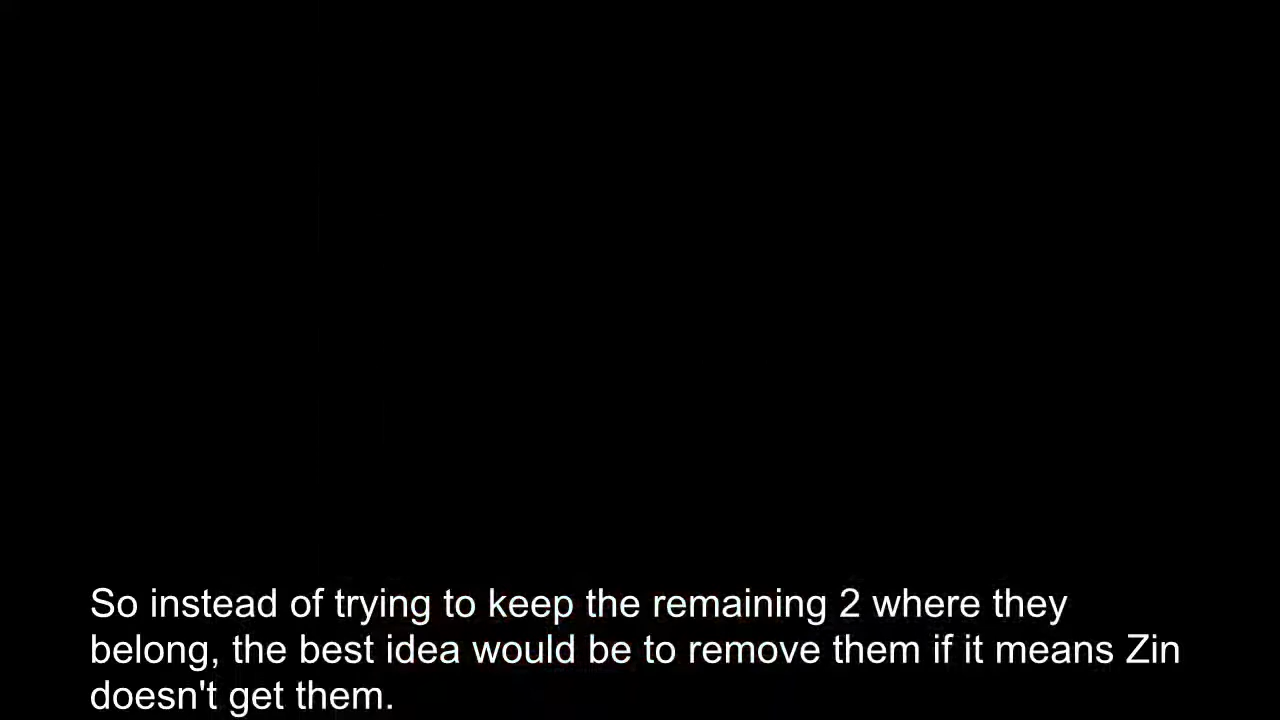 So instead of trying to keep the remaining 2 where they
belong, the best idea would be to remove them if it means Zin
doesn't get them.